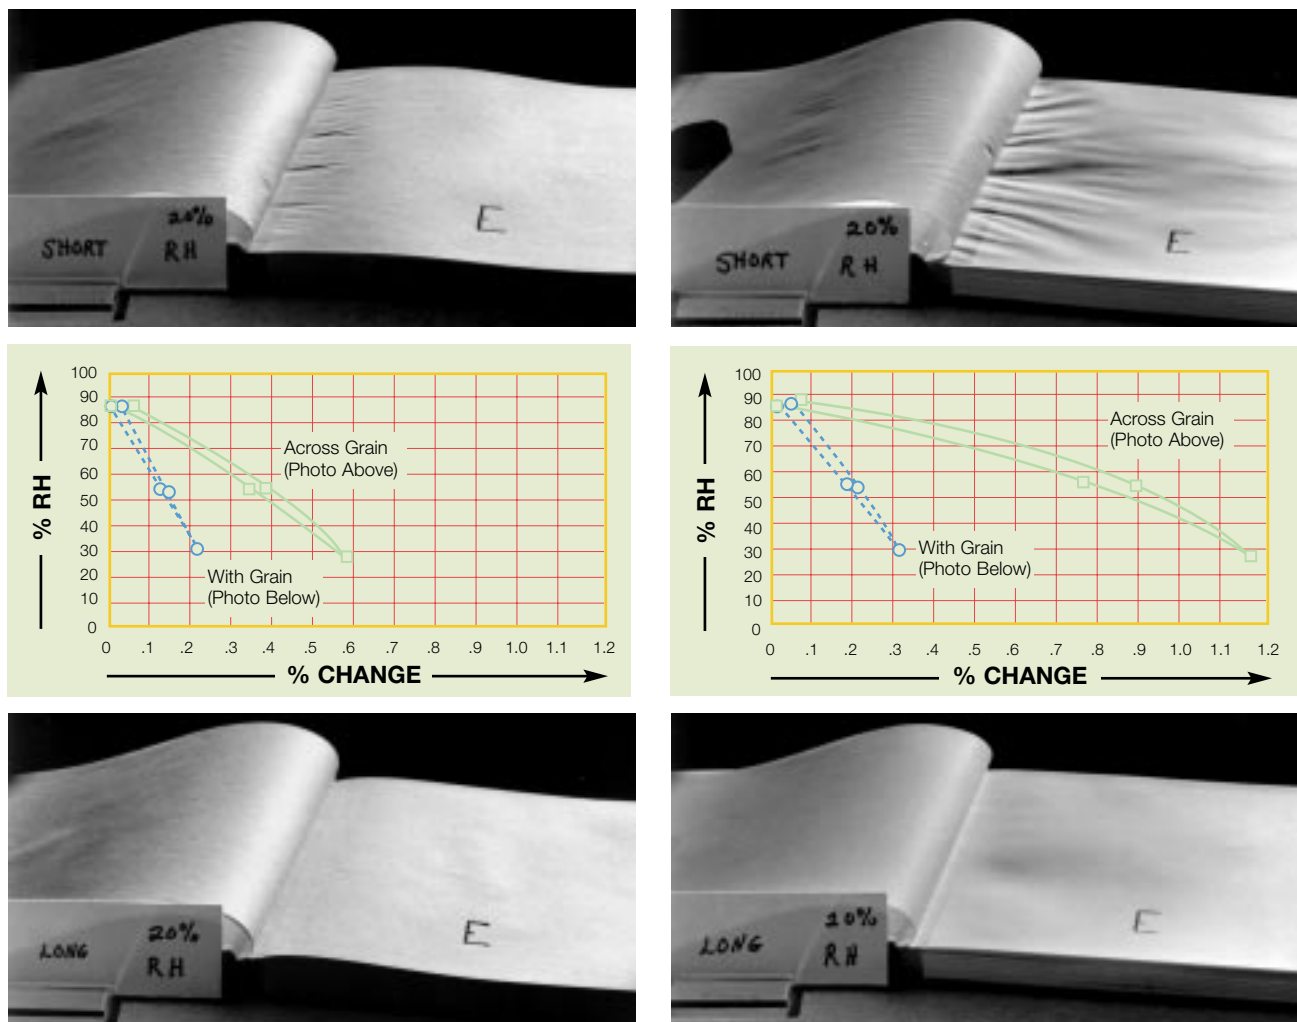 20%
SHORT RH
E
20%
SHORT RH
E
100
90
80
70
60
50
40
30
20
10
0
% RH
Across Grain
(Photo Above)
With Grain
(Photo Below)
0 .1 .2 .3 .4 .5 .6 .7 .8 .9 1.0 1.1 1.2
% CHANGE
100
90
80
70
60
50
40
30
20
10
0
% RH
Across Grain
(Photo Above)
With Grain
(Photo Below)
0 .1 .2 .3 .4 .5 .6 .7 .8 .9 1.0 1.1 1.2
% CHANGE
20%
LONG RH
E
20%
LONG RH
E